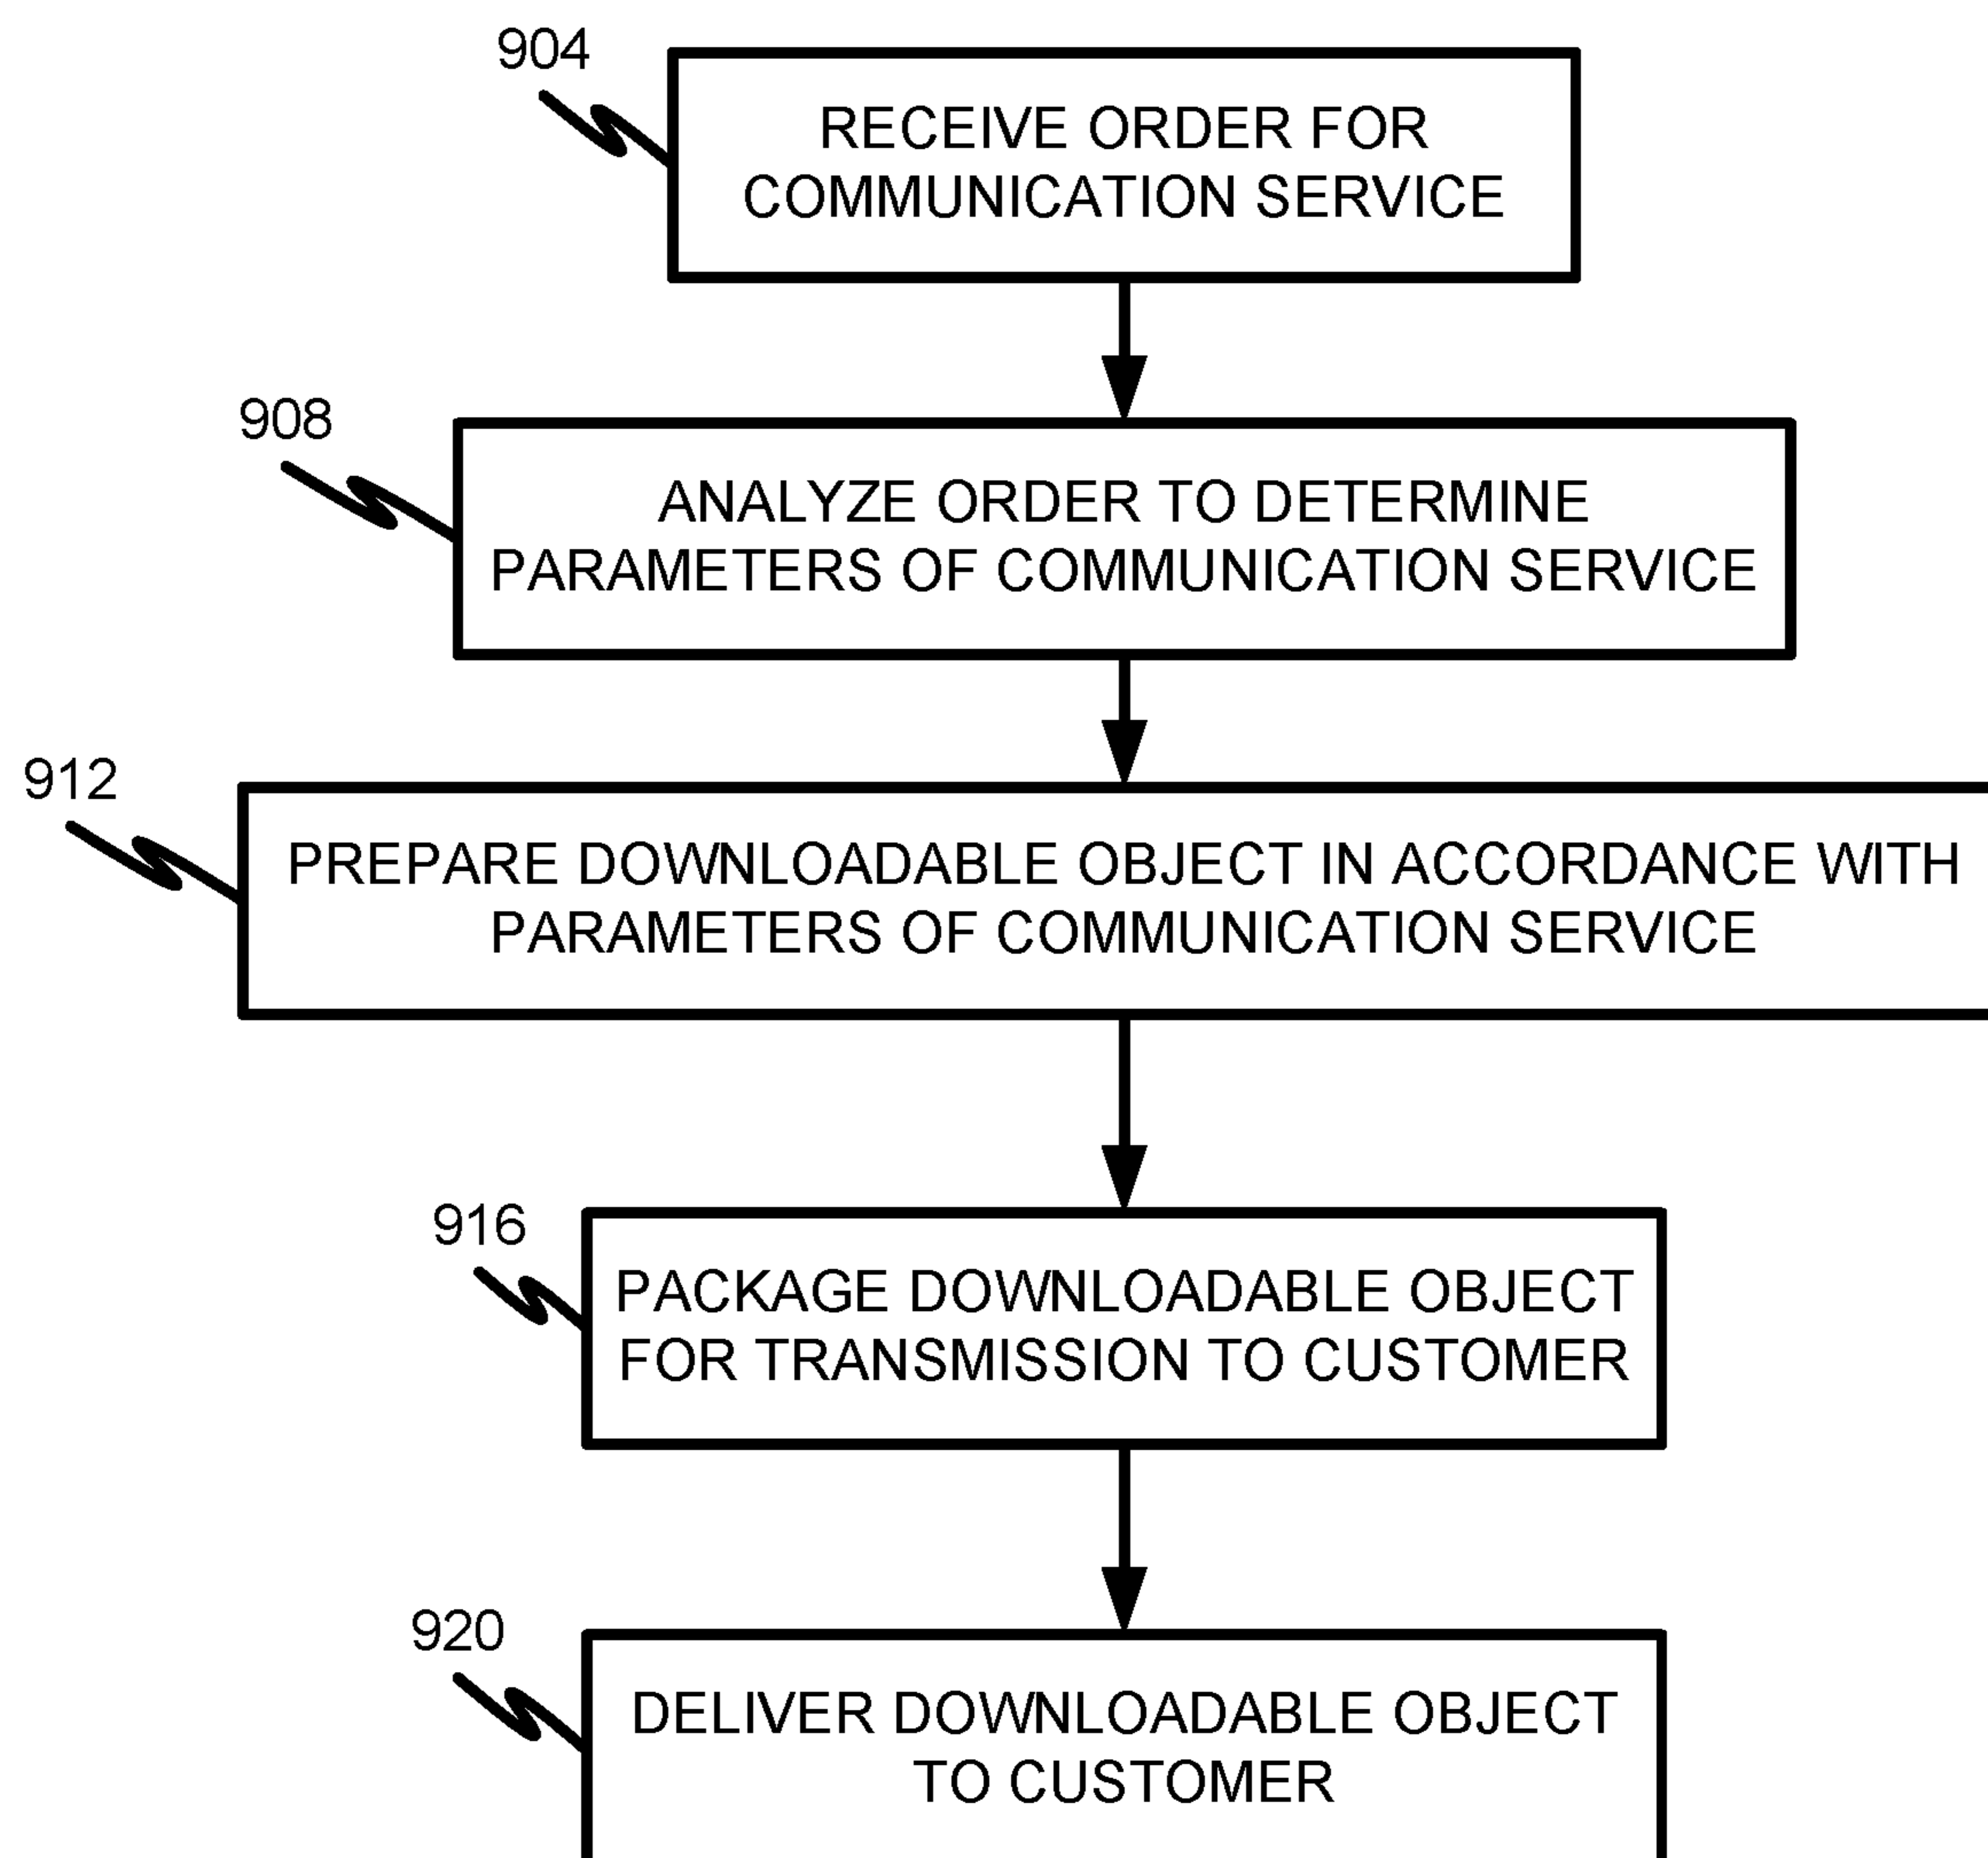 904
RECEIVE ORDER FOR
COMMUNICATION SERVICE
908
ANALYZE ORDER TO DETERMINE
PARAMETERS OF COMMUNICATION SERVICE
912
PREPARE DOWNLOADABLE OBJECT IN ACCORDANCE WITH
PARAMETERS OF COMMUNICATION SERVICE
916
PACKAGE DOWNLOADABLE OBJECT
FOR TRANSMISSION TO CUSTOMER
920
DELIVER DOWNLOADABLE OBJECT
TO CUSTOMER